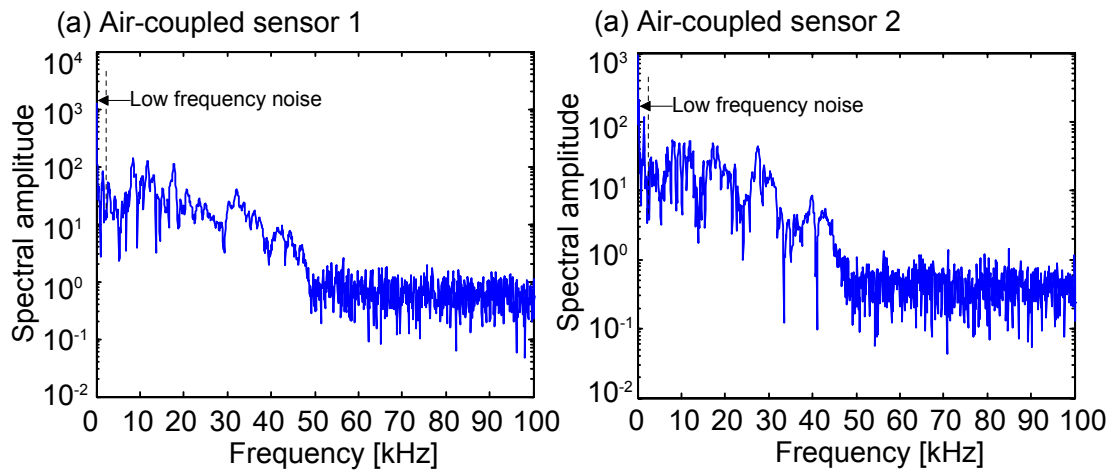 (a) Air-coupled sensor 1
10^4
10^3
10^2
10^1
10^0
10^-1
10^-2
Spectral amplitude
Low frequency noise
0 10 20 30 40 50 60 70 80 90 100
Frequency [kHz]
(a) Air-coupled sensor 2
10^3
10^2
10^1
10^0
10^-1
10^-2
Spectral amplitude
Low frequency noise
0 10 20 30 40 50 60 70 80 90 100
Frequency [kHz]